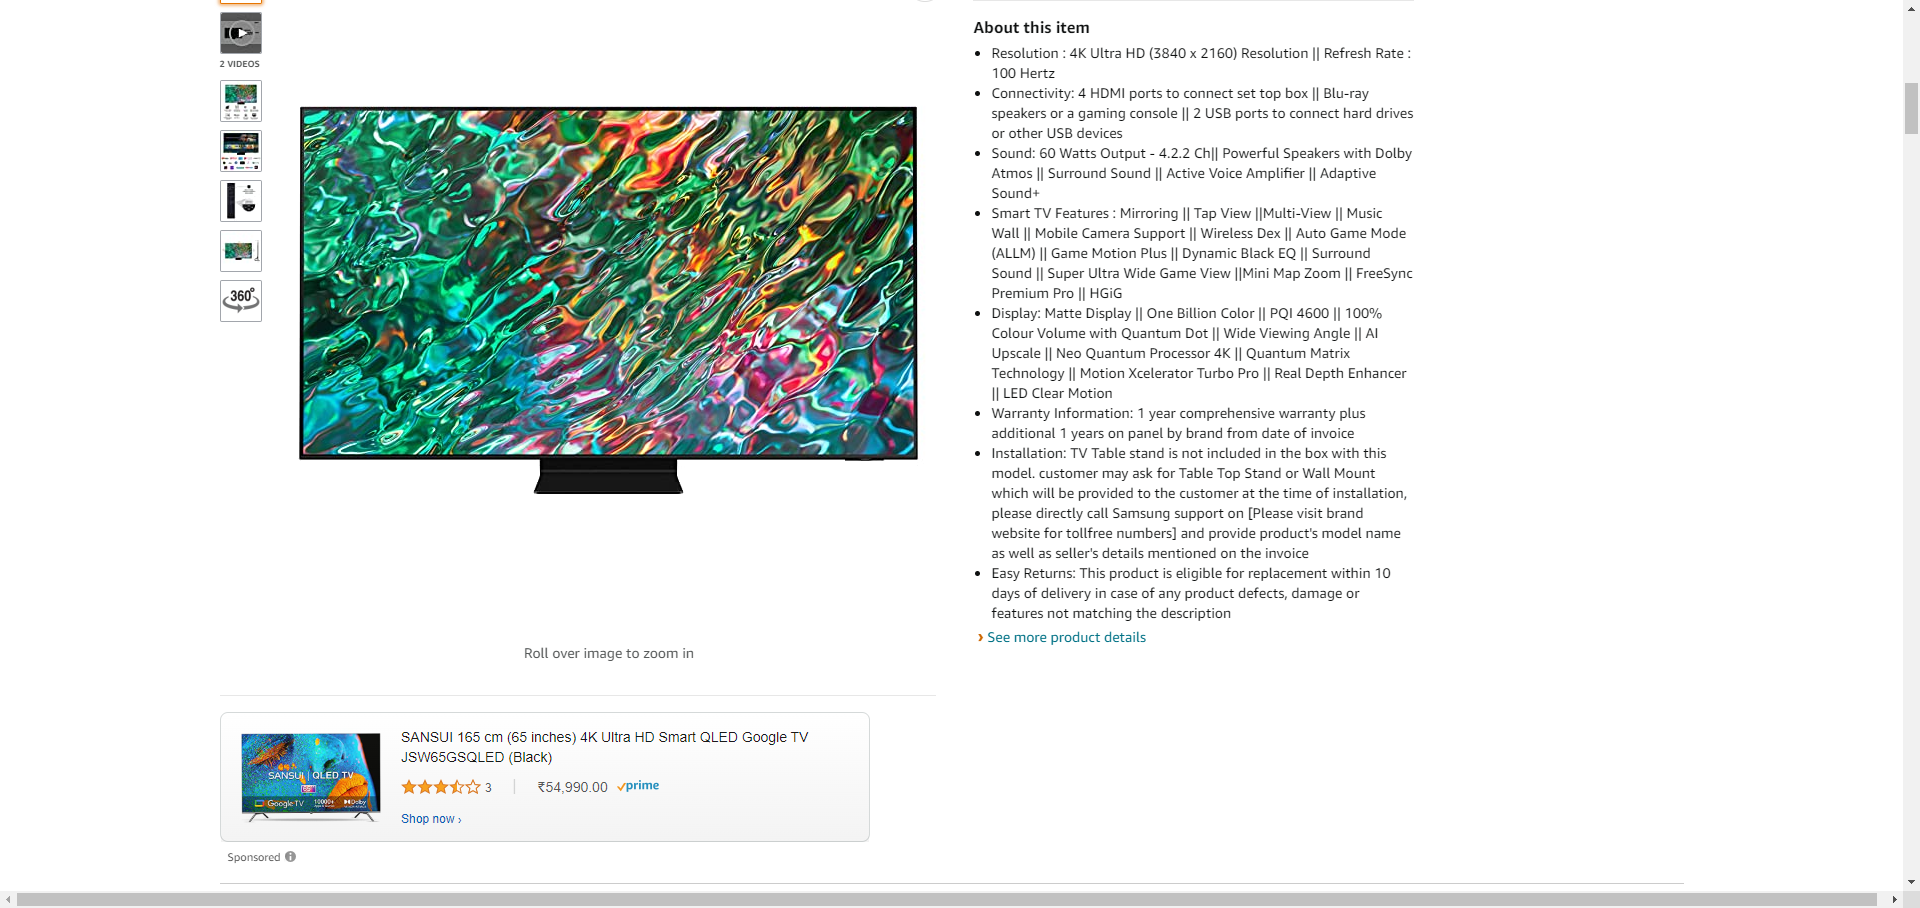 2 VIDEOS
360°
Roll over image to zoom in
About this item
Resolution : 4K Ultra HD (3840 x 2160) Resolution || Refresh Rate :
100 Hertz
Connectivity: 4 HDMI ports to connect set top box || Blu-ray
speakers or a gaming console || 2 USB ports to connect hard drives
or other USB devices
Sound: 60 Watts Output - 4.2.2 Ch|| Powerful Speakers with Dolby
Atmos || Surround Sound || Active Voice Amplifier || Adaptive
Sound+
Smart TV Features : Mirroring || Tap View ||Multi-View || Music
Wall || Mobile Camera Support || Wireless Dex || Auto Game Mode
(ALLM) || Game Motion Plus || Dynamic Black EQ || Surround
Sound || Super Ultra Wide Game View ||Mini Map Zoom || FreeSync
Premium Pro || HGiG
Display: Matte Display || One Billion Color || PQI 4600 || 100%
Colour Volume with Quantum Dot || Wide Viewing Angle || AI
Upscale || Neo Quantum Processor 4K || Quantum Matrix
Technology || Motion Xcelerator Turbo Pro || Real Depth Enhancer
|| LED Clear Motion
Warranty Information: 1 year comprehensive warranty plus
additional 1 years on panel by brand from date of invoice
Installation: TV Table stand is not included in the box with this
model. customer may ask for Table Top Stand or Wall Mount
which will be provided to the customer at the time of installation,
please directly call Samsung support on [Please visit brand
website for tollfree numbers] and provide product's model name
as well as seller's details mentioned on the invoice
Easy Returns: This product is eligible for replacement within 10
days of delivery in case of any product defects, damage or
features not matching the description
› See more product details
SANSUI | QLED TV
Google TV 10000+ Dolby
SANSUI 165 cm (65 inches) 4K Ultra HD Smart QLED Google TV
JSW65GSQLED (Black)
3 | ₹54,990.00 prime
Shop now ›
Sponsored